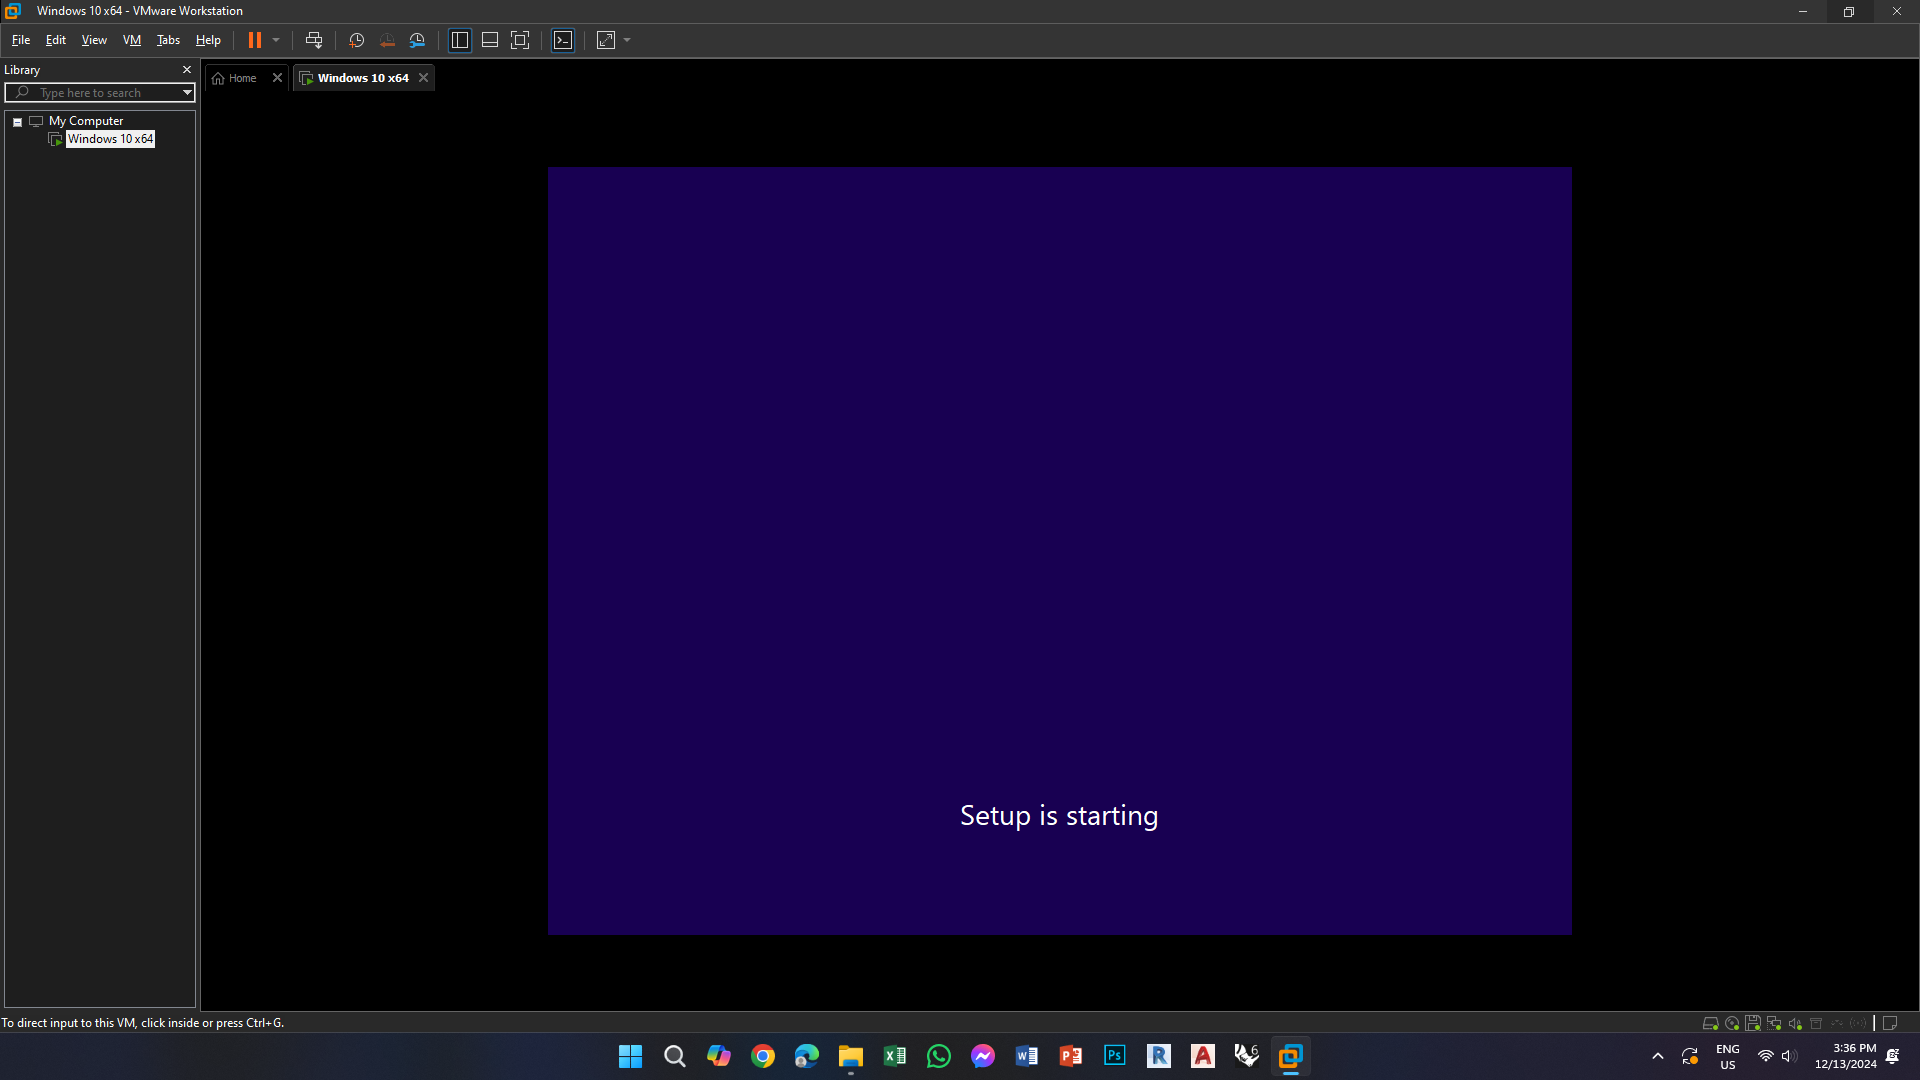 Windows 10 x64 - VMware Workstation
File Edit View VM Tabs Help
Library
Home
Windows 10 x64
Type here to search
My Computer
Windows 10 x64
Setup is starting
To direct input to this VM, click inside or press Ctrl+G.
ENG
US
3:36 PM
12/13/2024